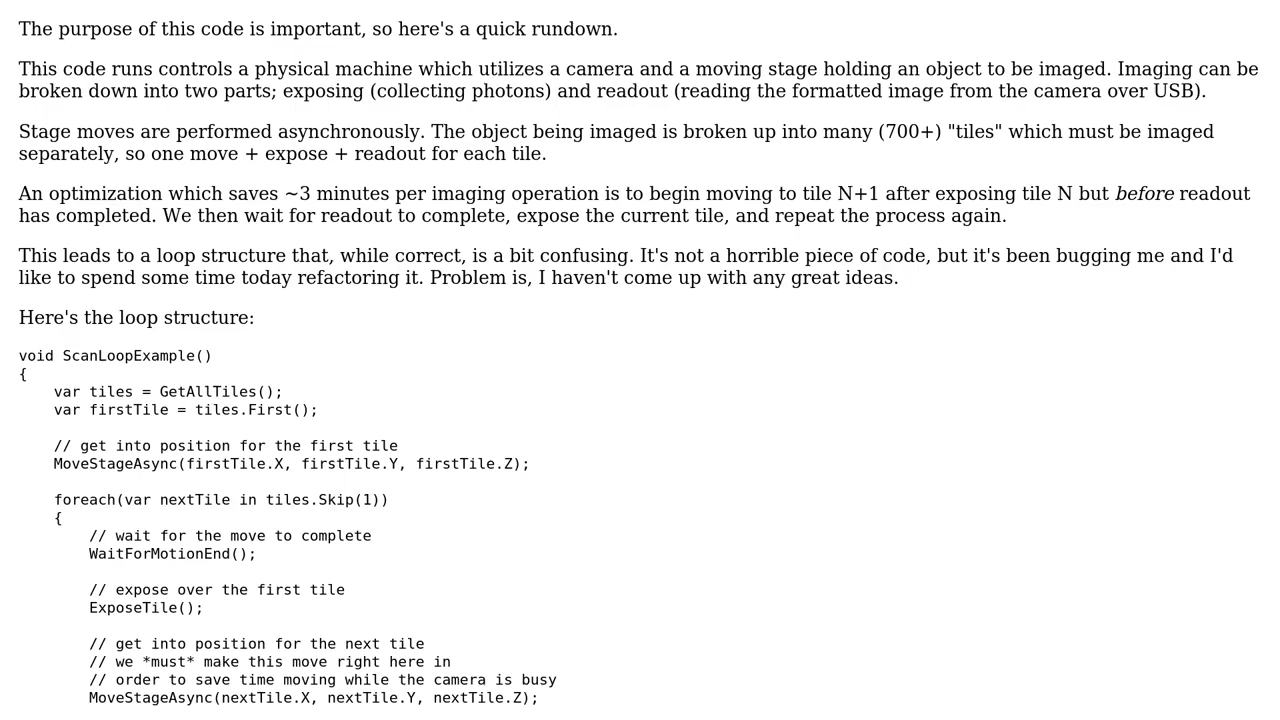 The purpose of this code is important, so here's a quick rundown.
This code runs controls a physical machine which utilizes a camera and a moving stage holding an object to be imaged. Imaging can be
broken down into two parts; exposing (collecting photons) and readout (reading the formatted image from the camera over USB).
Stage moves are performed asynchronously. The object being imaged is broken up into many (700+) "tiles" which must be imaged
separately, so one move + expose + readout for each tile.
An optimization which saves ~3 minutes per imaging operation is to begin moving to tile N+1 after exposing tile N but before readout
has completed. We then wait for readout to complete, expose the current tile, and repeat the process again.
This leads to a loop structure that, while correct, is a bit confusing. It's not a horrible piece of code, but it's been bugging me and I'd
like to spend some time today refactoring it. Problem is, I haven't come up with any great ideas.
Here's the loop structure:
void ScanLoopExample()
{
    var tiles = GetAllTiles();
    var firstTile = tiles.First();
    // get into position for the first tile
    MoveStageAsync(firstTile.X, firstTile.Y, firstTile.Z);
    foreach(var nextTile in tiles.Skip(1))
    {
        // wait for the move to complete
        WaitForMotionEnd();
        // expose over the first tile
        ExposeTile();
        // get into position for the next tile
        // we *must* make this move right here in
        // order to save time moving while the camera is busy
        MoveStageAsync(nextTile.X, nextTile.Y, nextTile.Z);